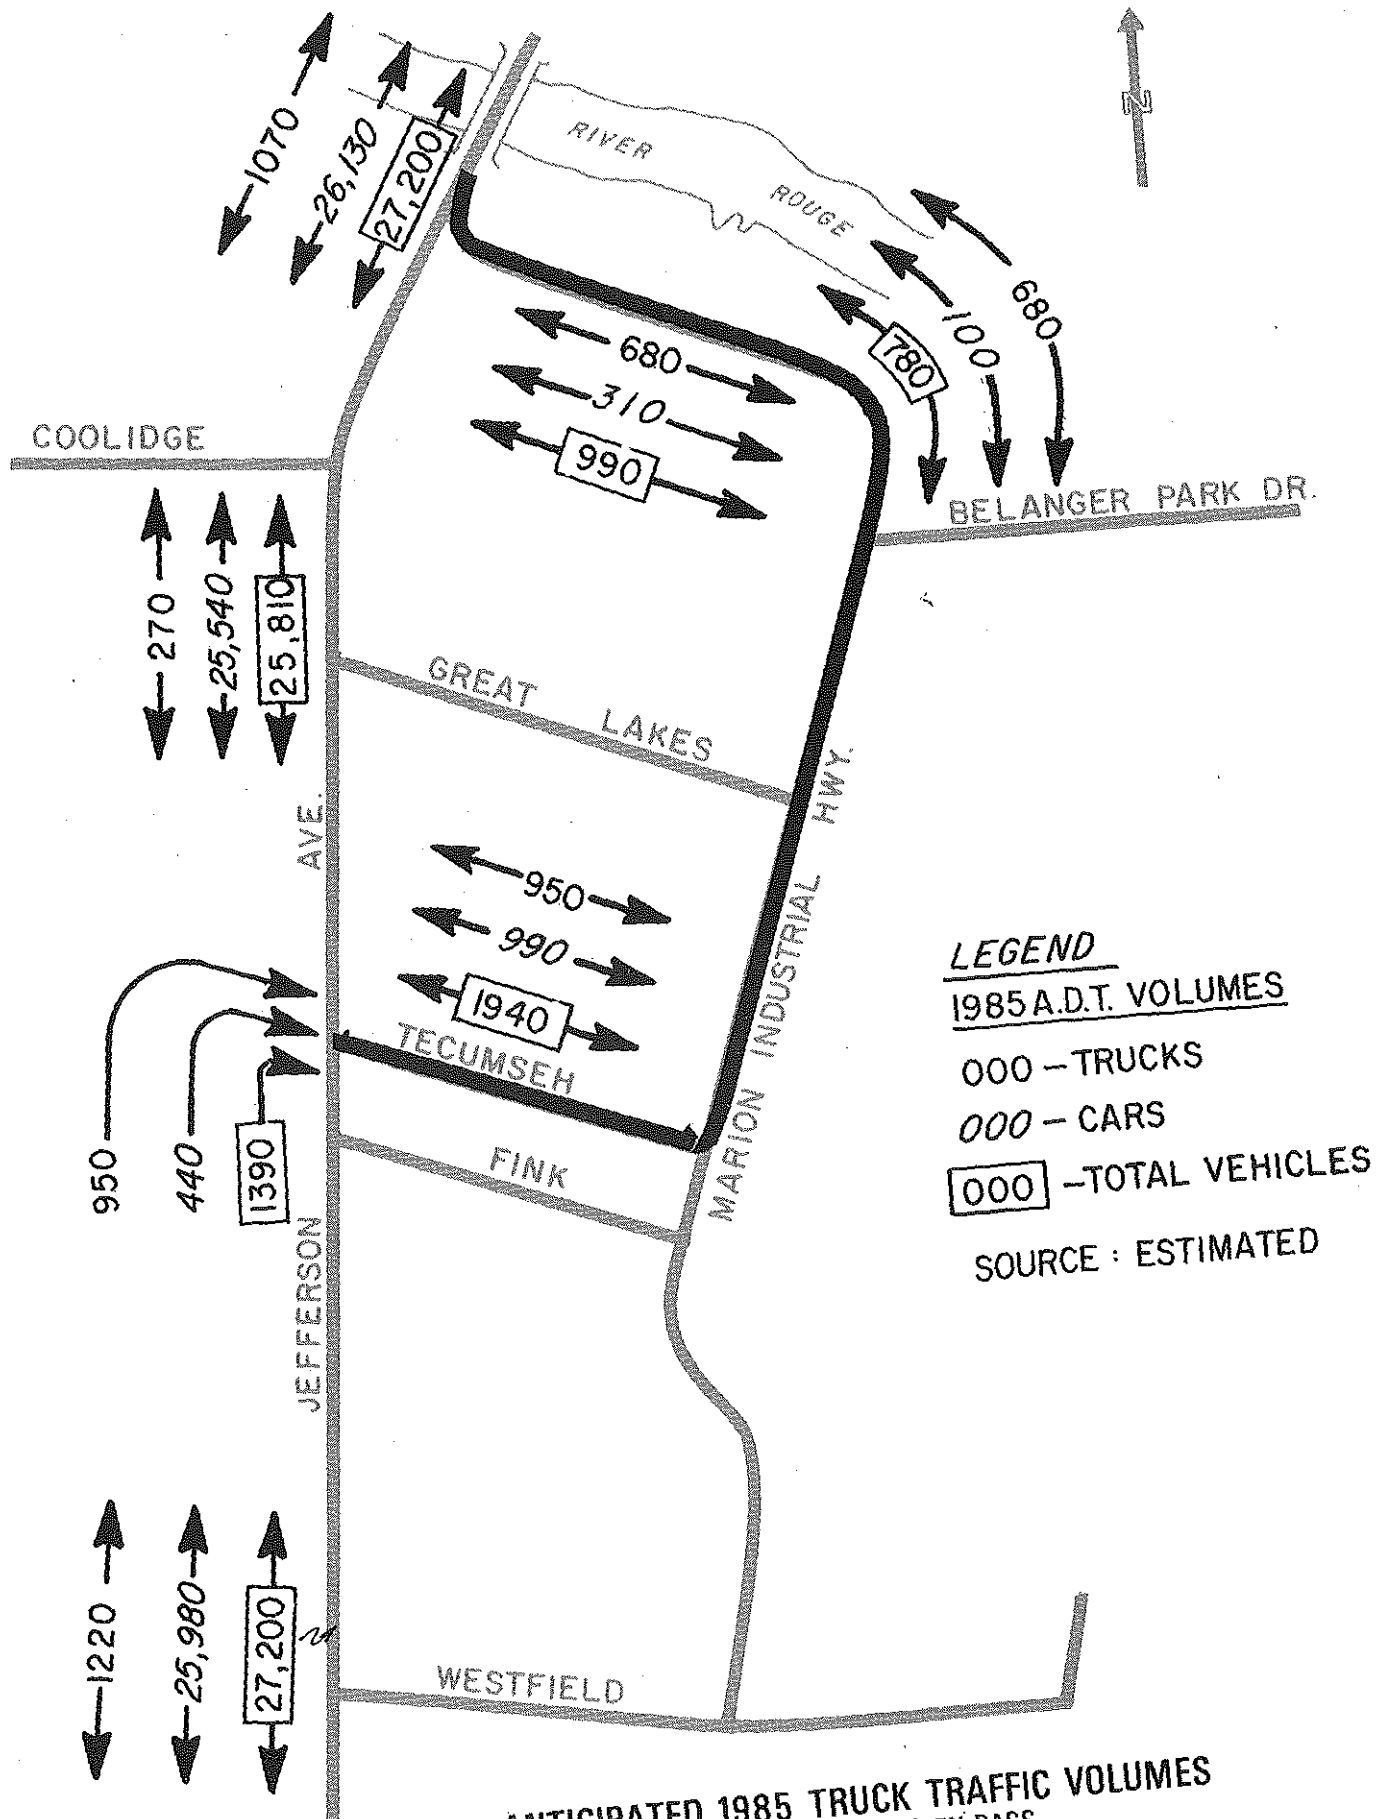 1070
26,130
27,200
RIVER ROUGE
N
680
100
780
680
310
990
COOLIDGE
BELANGER PARK DR.
270
25,540
25,810
GREAT LAKES
JEFFERSON AVE.
MARION INDUSTRIAL HWY.
950
990
1940
TECUMSEH
950
440
1390
FINK
LEGEND
1985 A.D.T. VOLUMES
000 – TRUCKS
000 – CARS
000 – TOTAL VEHICLES
SOURCE : ESTIMATED
1220
25,980
27,200
WESTFIELD
ANTICIPATED 1985 TRUCK TRAFFIC VOLUMES